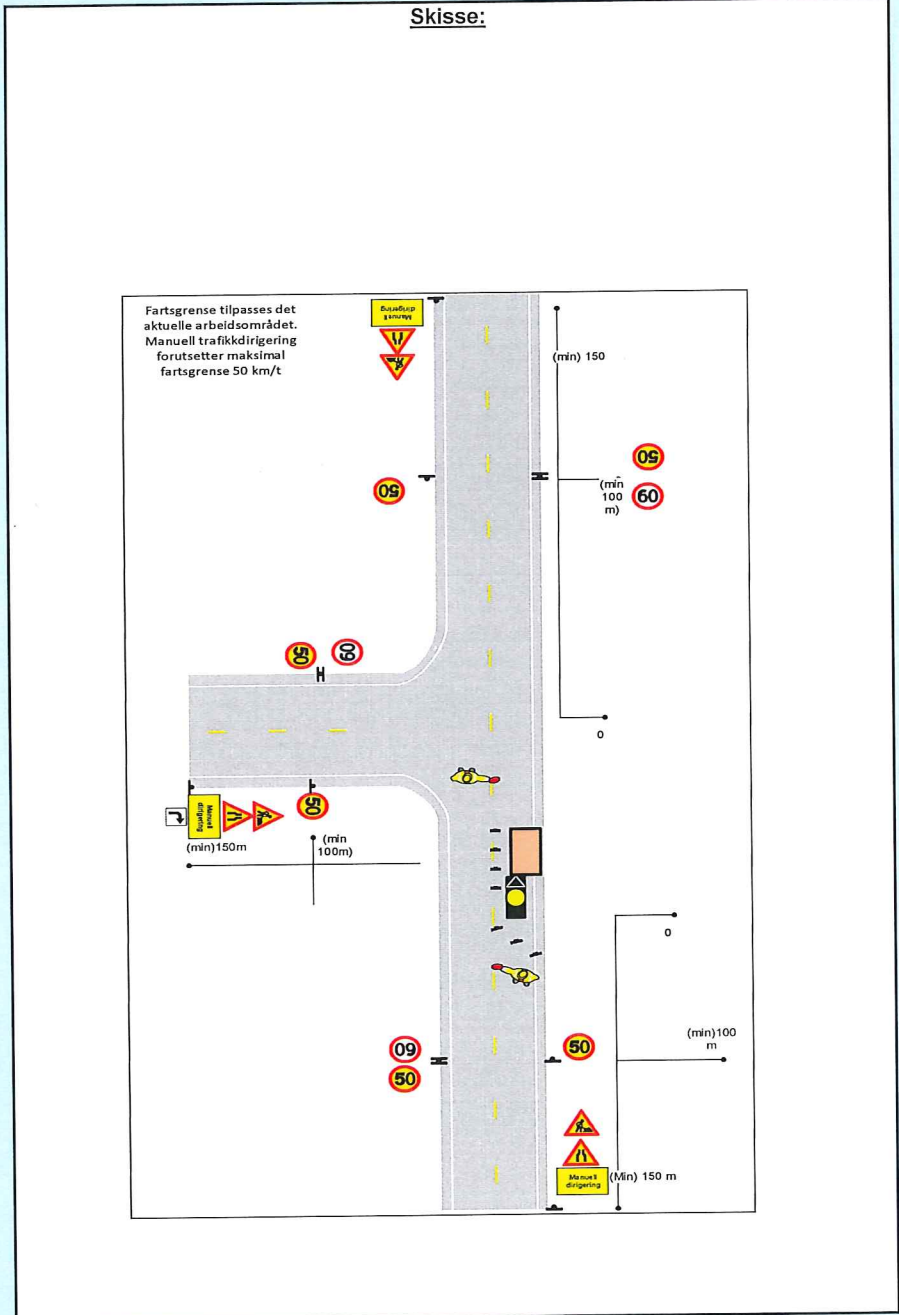 Skisse:
Fartsgrense tilpasses det
aktuelle arbeidsområdet.
Manuell trafikkdirigering
forutsetter maksimal
fartsgrense 50 km/t
Manuell
dirigering
(min) 150
50
50
(min
100
m)
60
50
60
0
50
Manuell
dirigering
(min)150m
(min
100m)
0
60
50
50
(min)100
m
Manuell
dirigering
(Min) 150 m